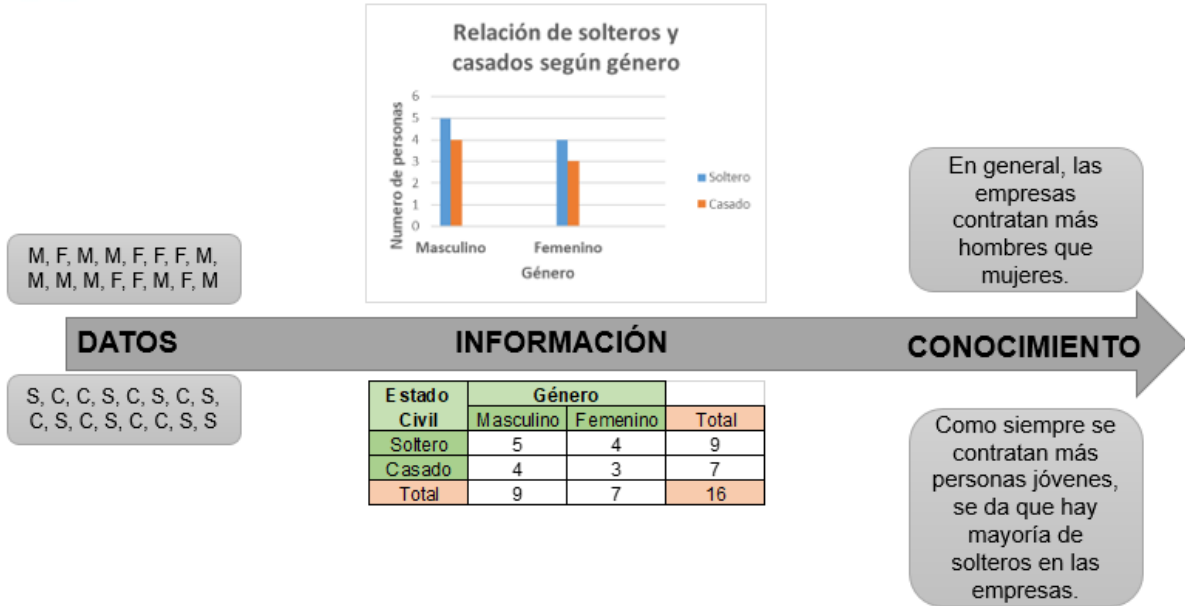 Relación de solteros y
casados según género
Numero de personas
6
5
4
3
2
1
0
Masculino Femenino
Género
Soltero
Casado
M, F, M, M, F, F, F, M,
M, M, M, F, F, M, F, M
En general, las
empresas
contratan más
hombres que
mujeres.
DATOS INFORMACIÓN CONOCIMIENTO
S, C, C, S, C, S, C, S,
C, S, C, S, C, C, S, S
Estado Género
Civil Masculino Femenino Total
Soltero 5 4 9
Casado 4 3 7
Total 9 7 16
Como siempre se
contratan más
personas jóvenes,
se da que hay
mayoría de
solteros en las
empresas.